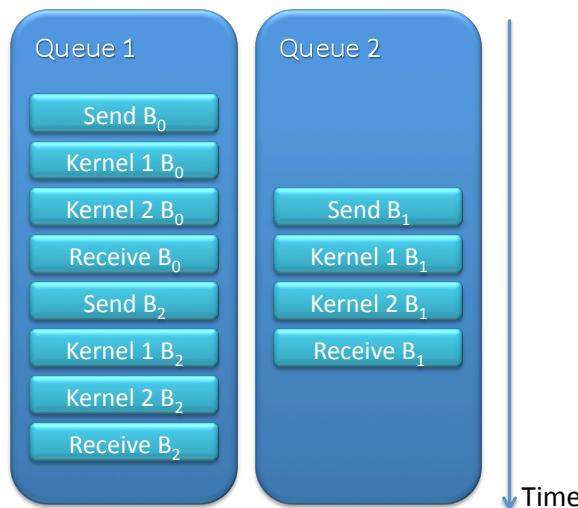 Queue 1
Send B₀
Kernel 1 B₀
Kernel 2 B₀
Receive B₀
Send B₂
Kernel 1 B₂
Kernel 2 B₂
Receive B₂
Queue 2
Send B₁
Kernel 1 B₁
Kernel 2 B₁
Receive B₁
Time